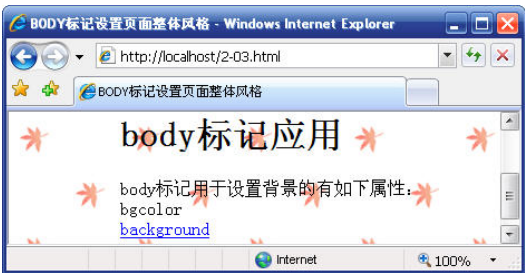 BODY标记设置页面整体风格 - Windows Internet Explorer
http://localhost/2-03.html
BODY标记设置页面整体风格
body标记应用
body标记用于设置背景的有如下属性:
bgcolor
background
Internet
100%